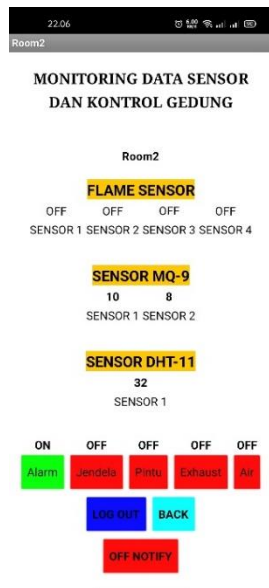 22.06
6,00
Room2
MONITORING DATA SENSOR
DAN KONTROL GEDUNG
Room2
FLAME SENSOR
OFF OFF OFF OFF
SENSOR 1 SENSOR 2 SENSOR 3 SENSOR 4
SENSOR MQ-9
10 8
SENSOR 1 SENSOR 2
SENSOR DHT-11
32
SENSOR 1
ON OFF OFF OFF OFF
Alarm Jendela Pintu Exhaust Air
LOG OUT BACK
OFF NOTIFY